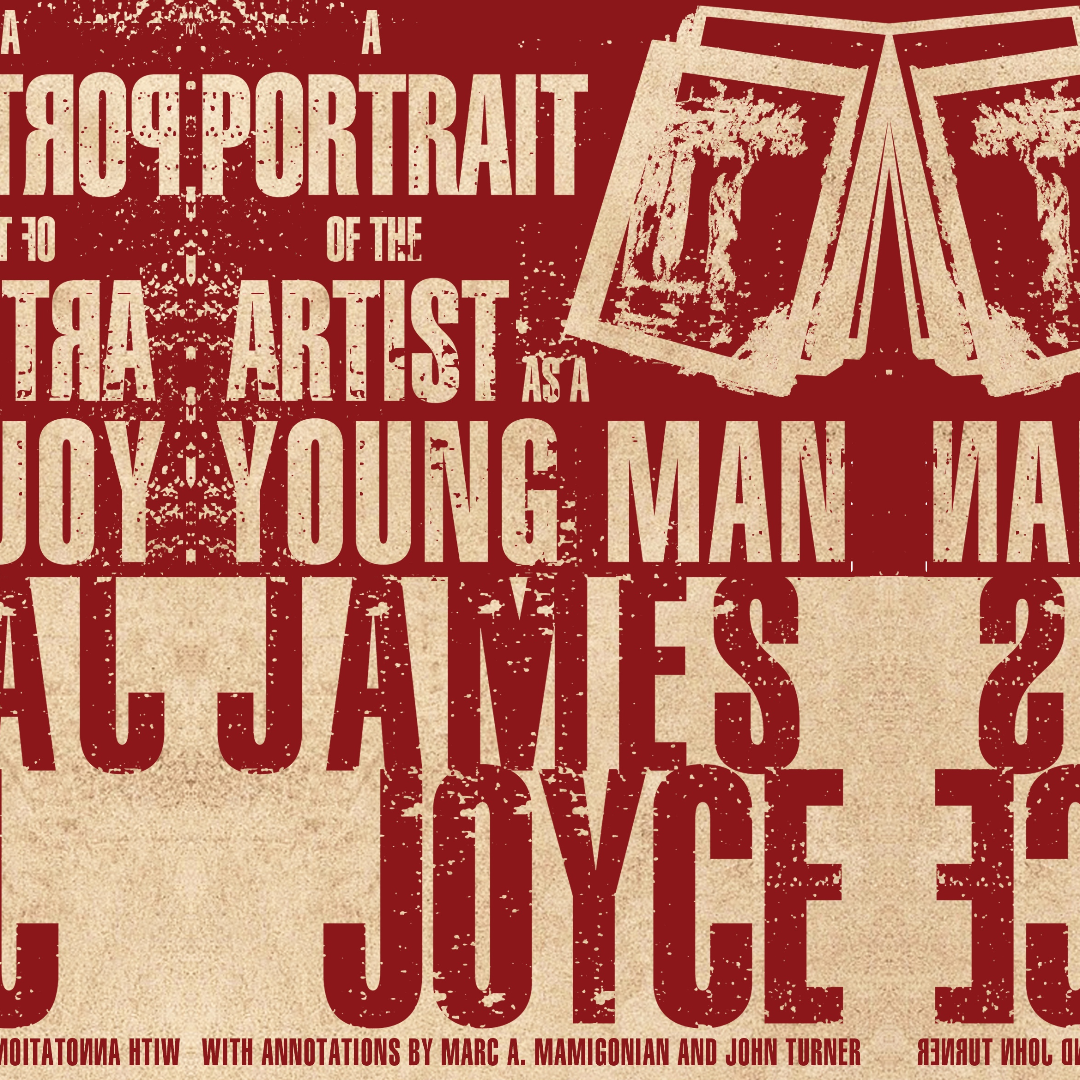 A
PORTRAIT
OF THE
ARTIST
AS A
YOUNG MAN
JAMES
JOYCE
WITH ANNOTATIONS BY MARC A. MAMIGONIAN AND JOHN TURNER